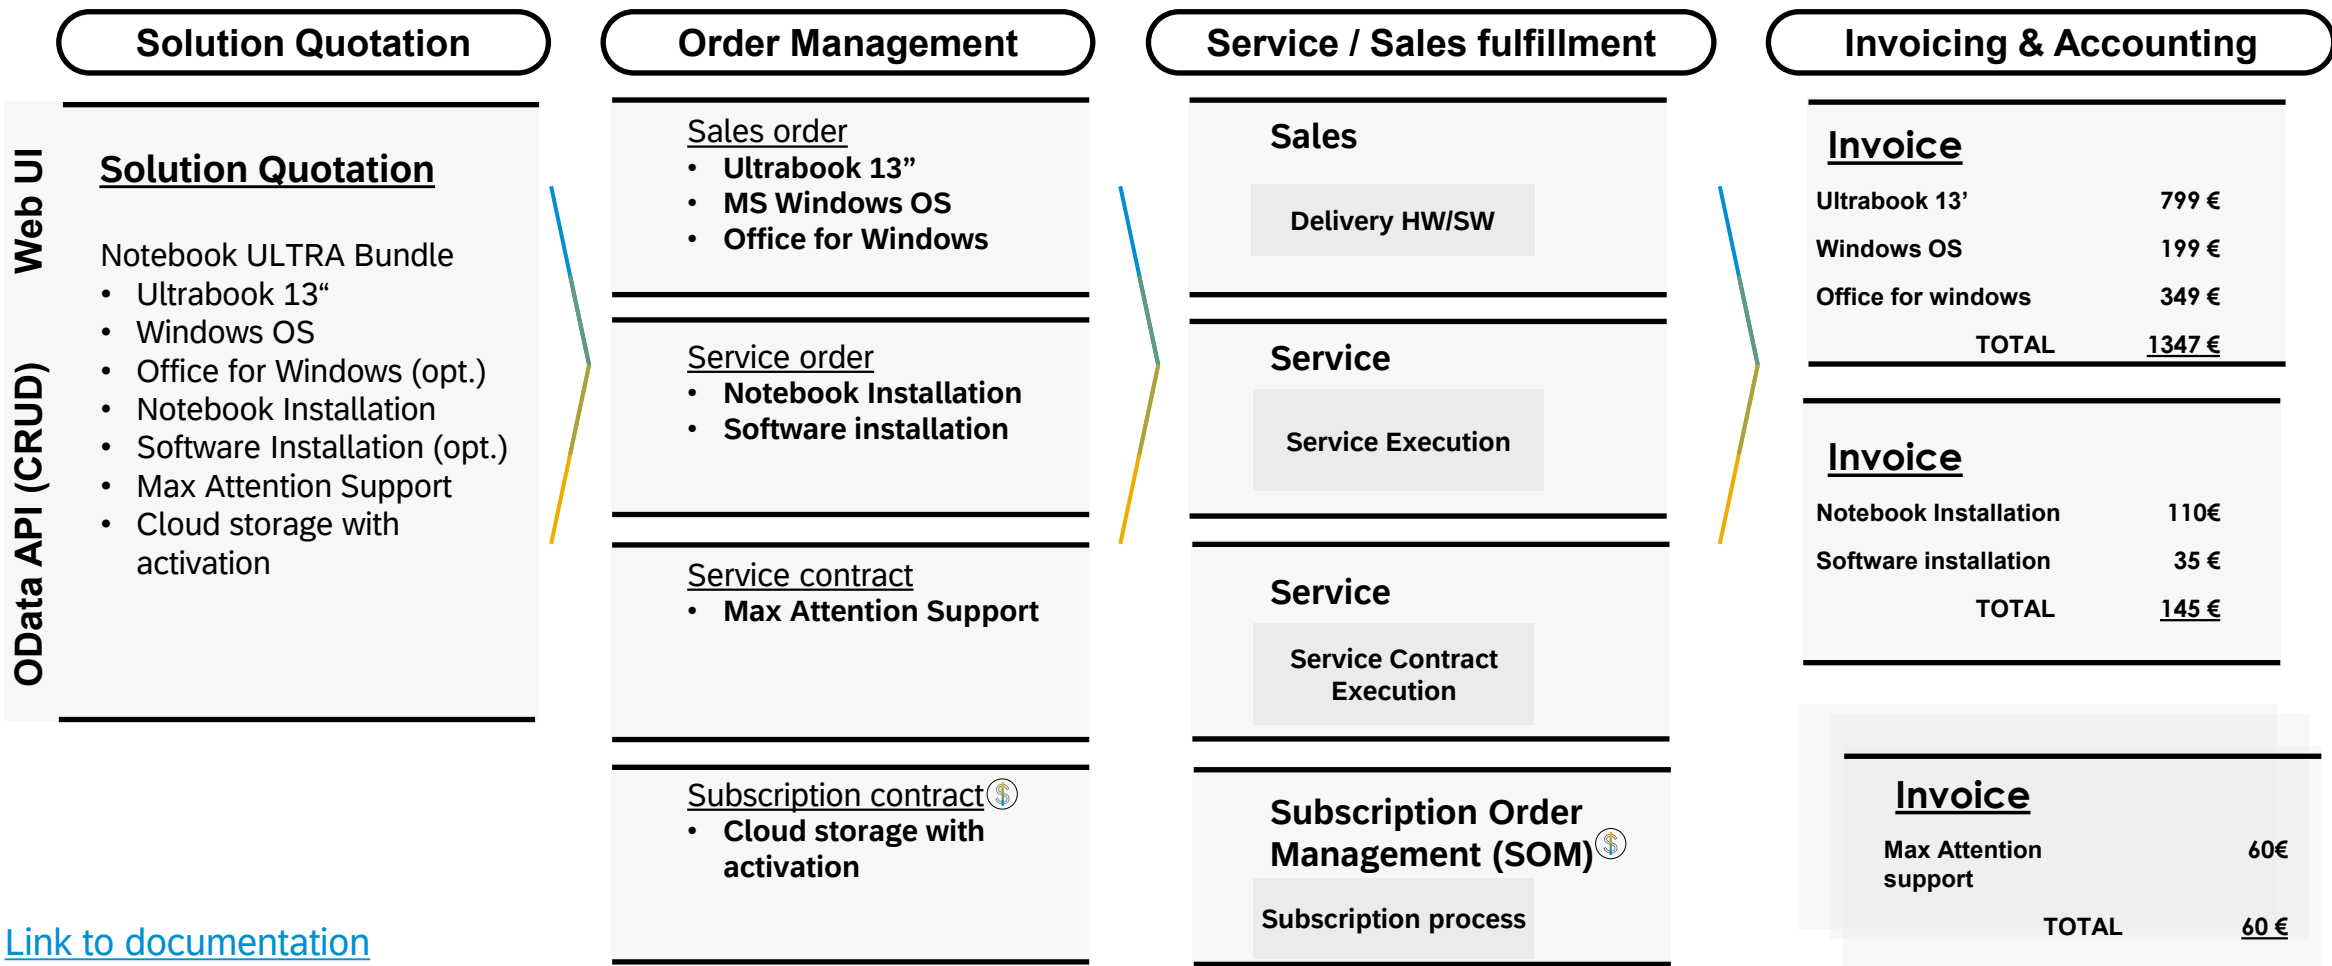 Solution Quotation
Order Management
Service / Sales fulfillment
Invoicing & Accounting
Web UI
OData API (CRUD)
Solution Quotation
Notebook ULTRA Bundle
• Ultrabook 13“
• Windows OS
• Office for Windows (opt.)
• Notebook Installation
• Software Installation (opt.)
• Max Attention Support
• Cloud storage with
activation
Sales order
• Ultrabook 13”
• MS Windows OS
• Office for Windows
Service order
• Notebook Installation
• Software installation
Service contract
• Max Attention Support
Subscription contract
• Cloud storage with
activation
Sales
Delivery HW/SW
Service
Service Execution
Service
Service Contract
Execution
Subscription Order
Management (SOM)
Subscription process
Invoice
Ultrabook 13’ 799 €
Windows OS 199 €
Office for windows 349 €
TOTAL 1347 €
Invoice
Notebook Installation 110€
Software installation 35 €
TOTAL 145 €
Invoice
Max Attention 60€
support
TOTAL 60 €
Link to documentation